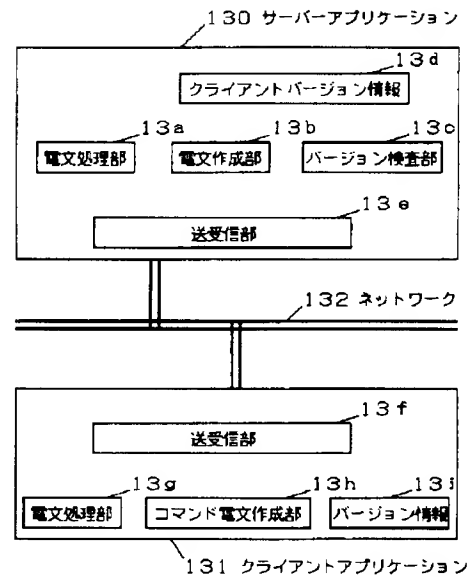 130 サーバーアプリケーション
13d
クライアントバージョン情報
13a
13b
13c
電文処理部
電文作成部
バージョン検査部
13e
送受信部
132 ネットワーク
13f
送受信部
13g
13h
13i
電文処理部
コマンド電文作成部
バージョン情報
131 クライアントアプリケーション